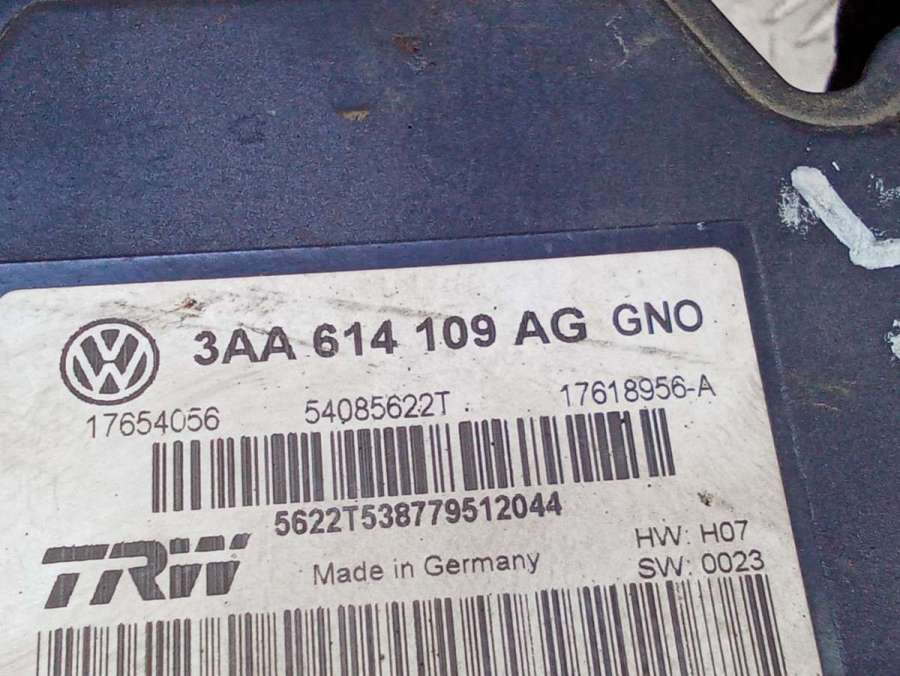 3AA 614 109 AG GNO
17654056 54085622T 17618956-A
5622T538779512044
TRW Made in Germany HW: H07
SW: 0023